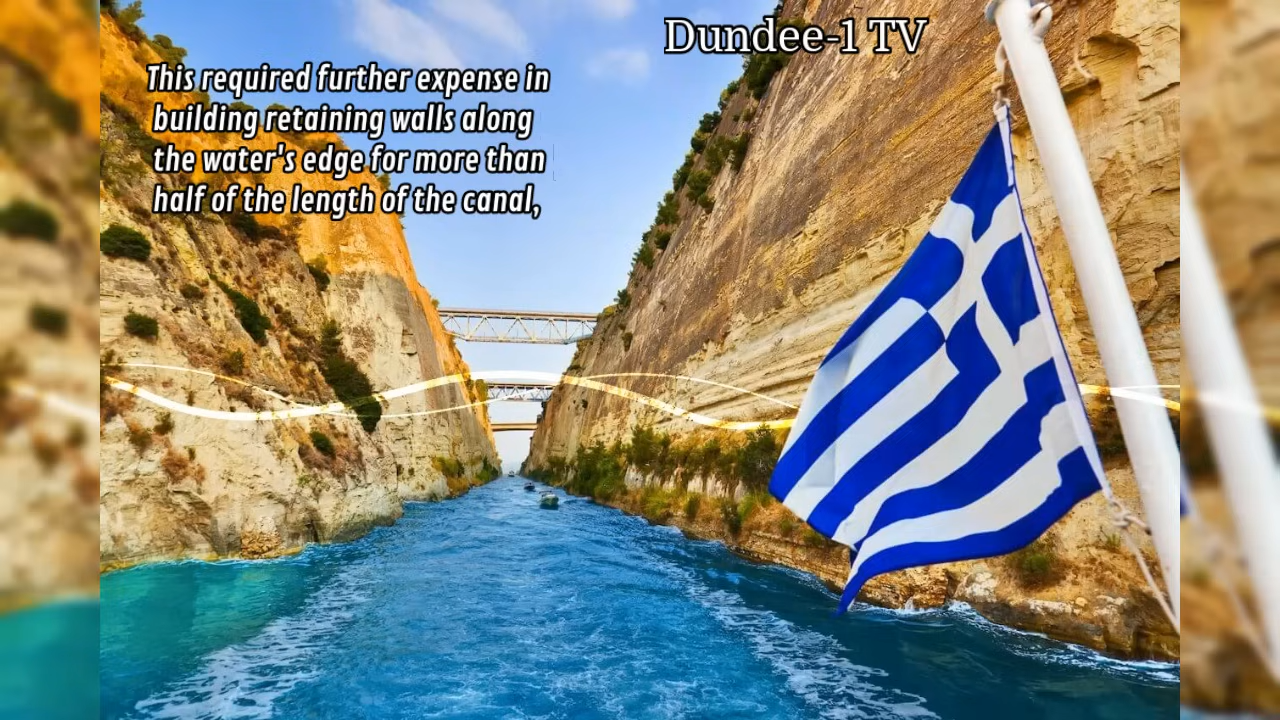 Dundee-1 TV
This required further expense in
building retaining walls along
the water's edge for more than
half of the length of the canal,